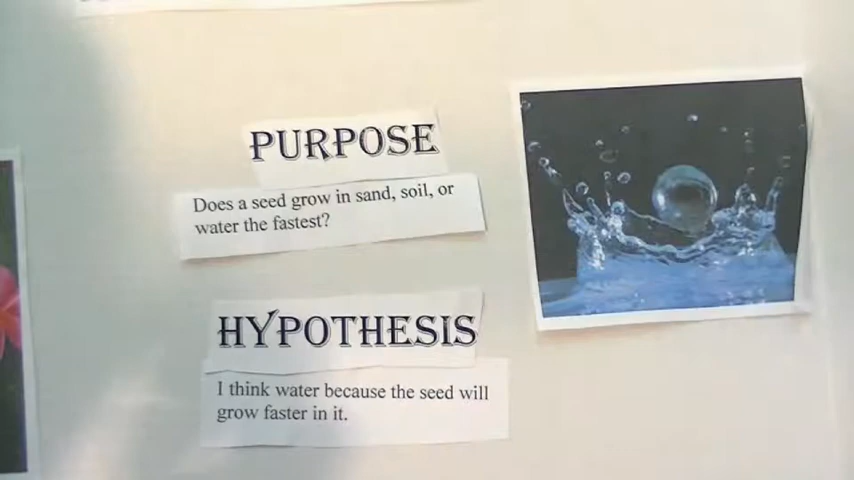 PURPOSE
Does a seed grow in sand, soil, or
water the fastest?
HYPOTHESIS
I think water because the seed will
grow faster in it.